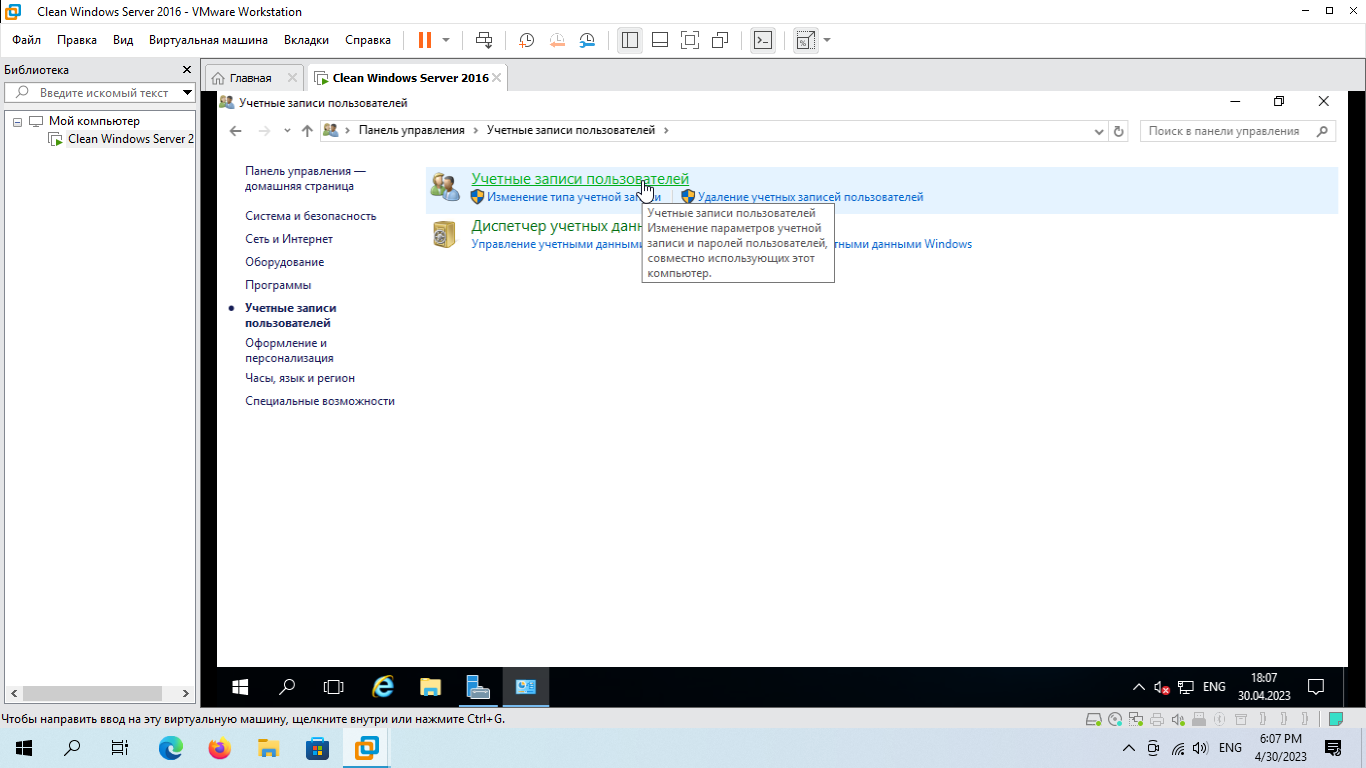 Clean Windows Server 2016 - VMware Workstation
Файл Правка Вид Виртуальная машина Вкладки Справка
Библиотека
Введите искомый текст
Мой компьютер
Clean Windows Server 2
Главная
Clean Windows Server 2016
Учетные записи пользователей
Панель управления
Учетные записи пользователей
Поиск в панели управления
Панель управления —
домашняя страница
Система и безопасность
Сеть и Интернет
Оборудование
Программы
Учетные записи
пользователей
Оформление и
персонализация
Часы, язык и регион
Специальные возможности
Учетные записи пользователей
Изменение типа учетной записи
Удаление учетных записей пользователей
Диспетчер учетных
Управление учетными данными
Windows
Учетные записи пользователей
Изменение параметров учетной
записи и паролей пользователей,
совместно использующих этот
компьютер.
ENG
18:07
30.04.2023
Чтобы направить ввод на эту виртуальную машину, щелкните внутри или нажмите Ctrl+G.
ENG
6:07 PM
4/30/2023